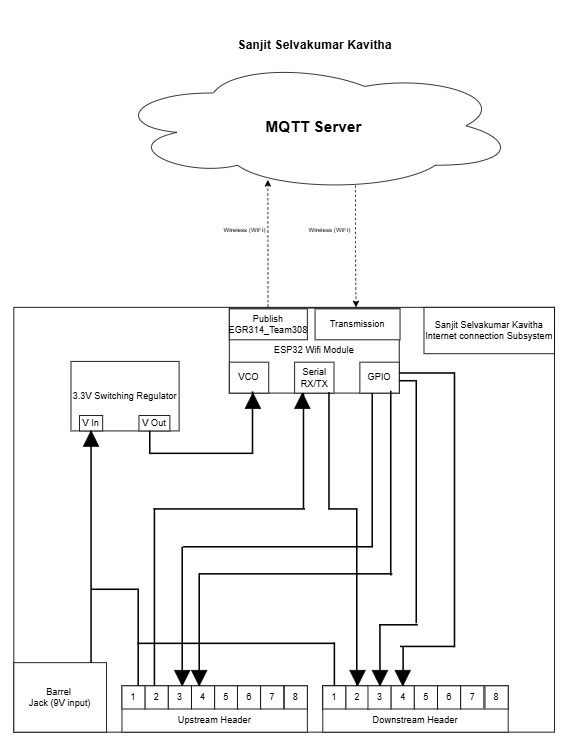 Sanjit Selvakumar Kavitha
MQTT Server
Wireless (WiFi)
Wireless (WiFi)
Publish
EGR314_Team308
Transmission
Sanjit Selvakumar Kavitha
Internet connection Subsystem
ESP32 Wifi Module
VCO
Serial
RX/TX
GPIO
3.3V Switching Regulator
V In
V Out
Barrel
Jack (9V input)
1 2 3 4 5 6 7 8
Upstream Header
1 2 3 4 5 6 7 8
Downstream Header